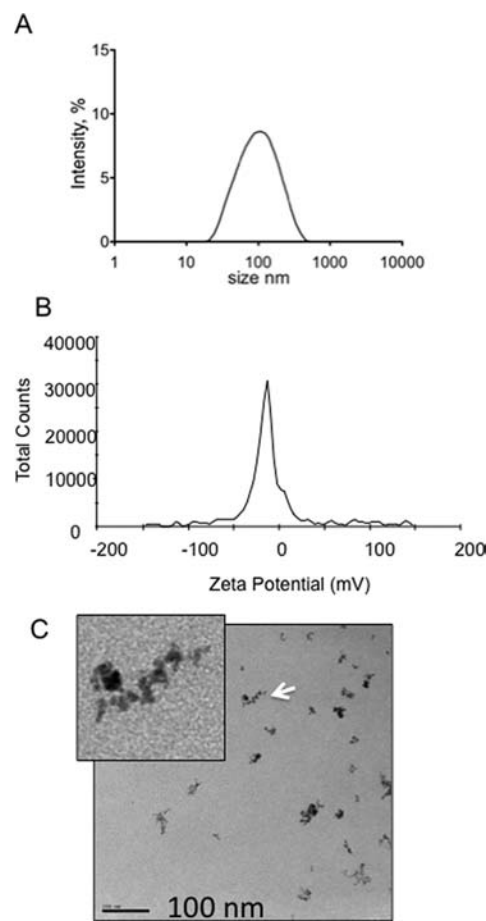 A
15
10
5
0
Intensity, %
1 10 100 1000 10000
size nm
B
40000
30000
20000
10000
0
Total Counts
-200 -100 0 100 200
Zeta Potential (mV)
C
100 nm